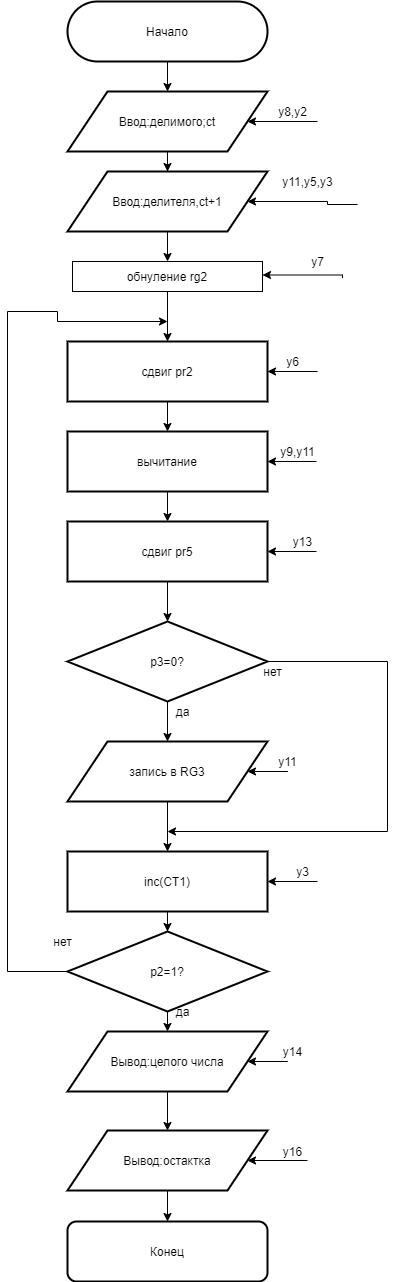 Начало
y8,y2
Ввод:делимого;ct
y11,y5,y3
Ввод:делителя,ct+1
y7
обнуление rg2
y6
сдвиг pr2
y9,y11
вычитание
y13
сдвиг pr5
p3=0?
нет
да
y11
запись в RG3
y3
inc(CT1)
нет
p2=1?
да
y14
Вывод:целого числа
y16
Вывод:остактка
Конец